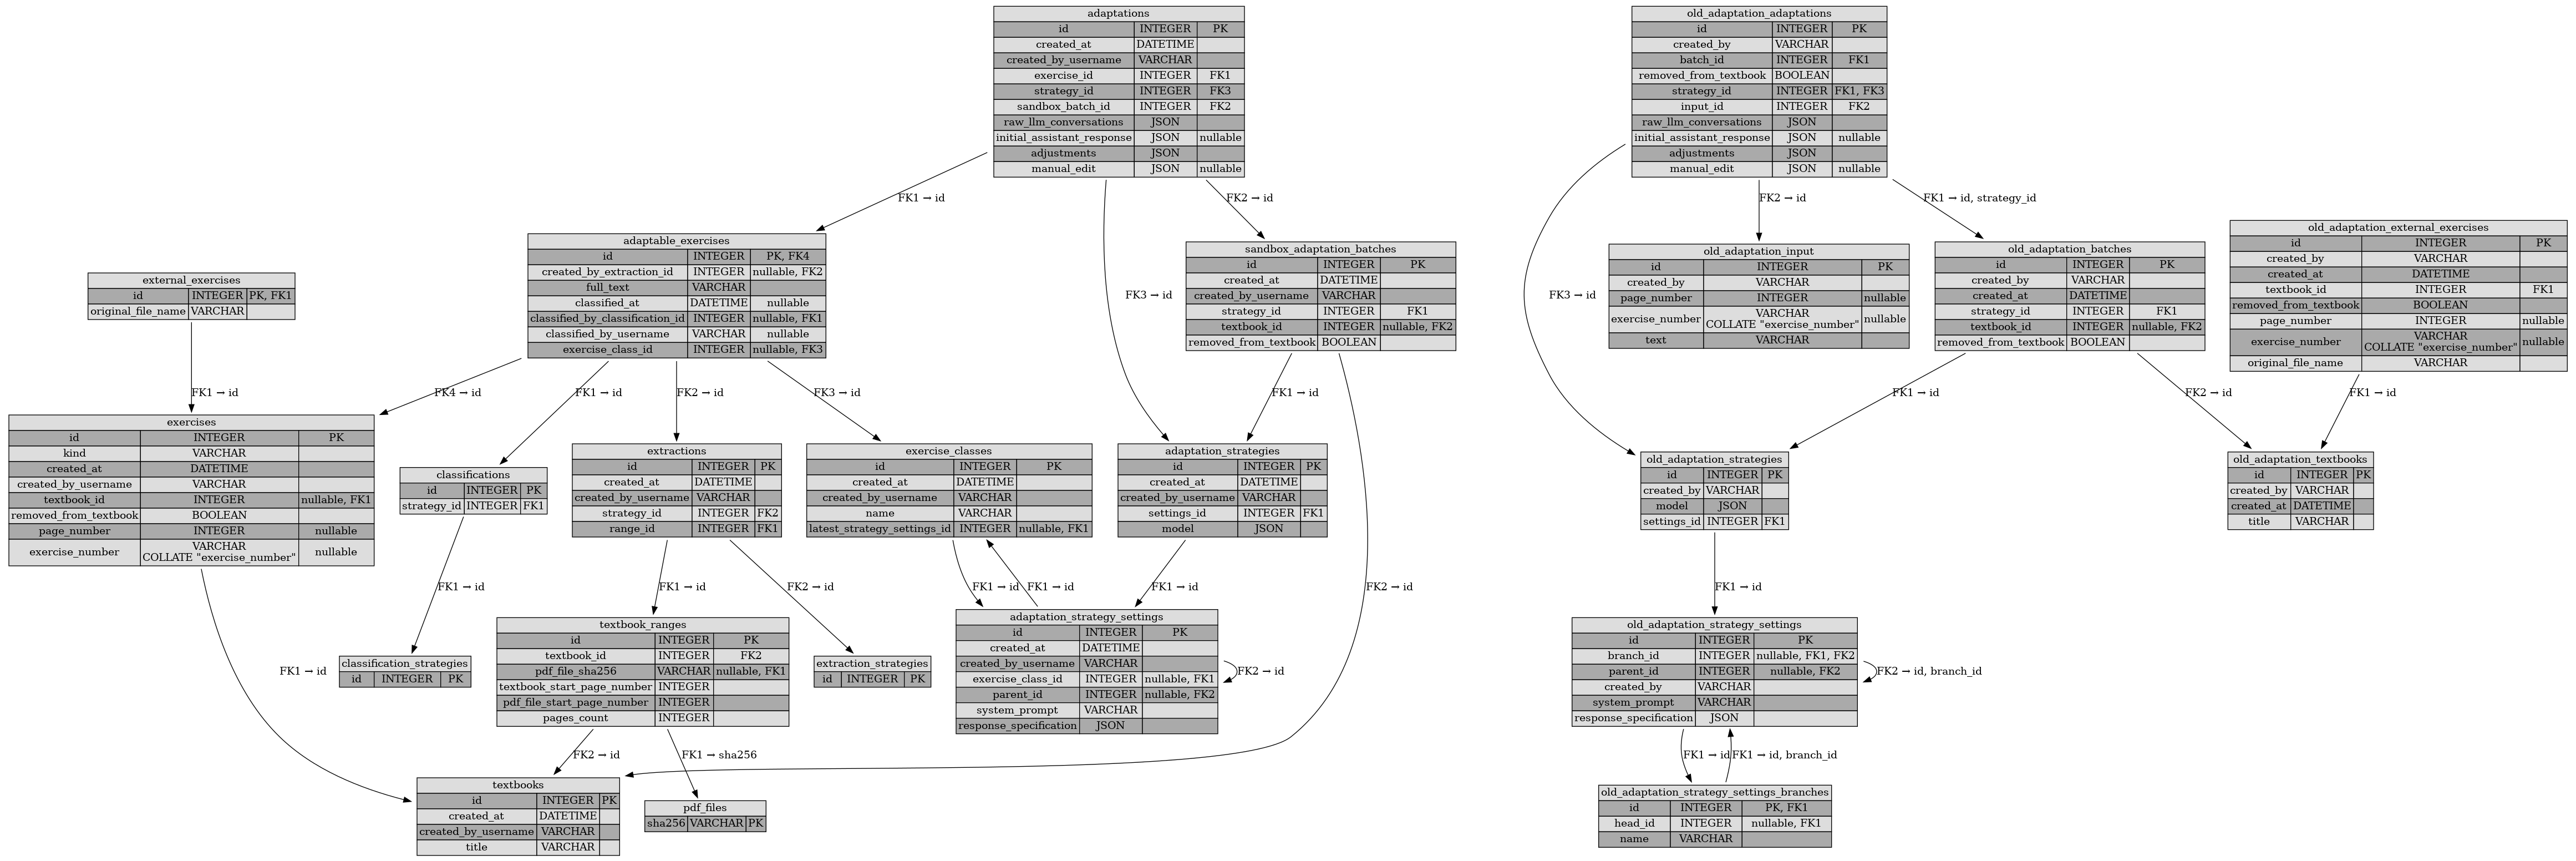 adaptations
id INTEGER PK
created_at DATETIME
created_by_username VARCHAR
exercise_id INTEGER FK1
strategy_id INTEGER FK3
sandbox_batch_id INTEGER FK2
raw_llm_conversations JSON
initial_assistant_response JSON nullable
adjustments JSON
manual_edit JSON nullable
old_adaptation_adaptations
id INTEGER PK
created_by VARCHAR
batch_id INTEGER FK1
removed_from_textbook BOOLEAN
strategy_id INTEGER FK1, FK3
input_id INTEGER FK2
raw_llm_conversations JSON
initial_assistant_response JSON nullable
adjustments JSON
manual_edit JSON nullable
FK1 → id
FK2 → id
FK3 → id
FK2 → id
FK1 → id, strategy_id
FK3 → id
external_exercises
id INTEGER PK, FK1
original_file_name VARCHAR
adaptable_exercises
id INTEGER PK, FK4
created_by_extraction_id INTEGER nullable, FK2
full_text VARCHAR
classified_at DATETIME nullable
classified_by_classification_id INTEGER nullable, FK1
classified_by_username VARCHAR nullable
exercise_class_id INTEGER nullable, FK3
sandbox_adaptation_batches
id INTEGER PK
created_at DATETIME
created_by_username VARCHAR
strategy_id INTEGER FK1
textbook_id INTEGER nullable, FK2
removed_from_textbook BOOLEAN
old_adaptation_input
id INTEGER PK
created_by VARCHAR
page_number INTEGER nullable
exercise_number VARCHAR
COLLATE "exercise_number" nullable
text VARCHAR
old_adaptation_batches
id INTEGER PK
created_by VARCHAR
created_at DATETIME
strategy_id INTEGER FK1
textbook_id INTEGER nullable, FK2
removed_from_textbook BOOLEAN
old_adaptation_external_exercises
id INTEGER PK
created_by VARCHAR
created_at DATETIME
textbook_id INTEGER FK1
removed_from_textbook BOOLEAN
page_number INTEGER nullable
exercise_number VARCHAR
COLLATE "exercise_number" nullable
original_file_name VARCHAR
FK1 → id
FK4 → id
FK1 → id
FK2 → id
FK3 → id
FK1 → id
FK1 → id
FK2 → id
FK1 → id
exercises
id INTEGER PK
kind VARCHAR
created_at DATETIME
created_by_username VARCHAR
textbook_id INTEGER nullable, FK1
removed_from_textbook BOOLEAN
page_number INTEGER nullable
exercise_number VARCHAR
COLLATE "exercise_number" nullable
classifications
id INTEGER PK
strategy_id INTEGER FK1
extractions
id INTEGER PK
created_at DATETIME
created_by_username VARCHAR
strategy_id INTEGER FK2
range_id INTEGER FK1
exercise_classes
id INTEGER PK
created_at DATETIME
created_by_username VARCHAR
name VARCHAR
latest_strategy_settings_id INTEGER nullable, FK1
adaptation_strategies
id INTEGER PK
created_at DATETIME
created_by_username VARCHAR
settings_id INTEGER FK1
model JSON
old_adaptation_strategies
id INTEGER PK
created_by VARCHAR
model JSON
settings_id INTEGER FK1
old_adaptation_textbooks
id INTEGER PK
created_by VARCHAR
created_at DATETIME
title VARCHAR
FK1 → id
FK1 → id
FK2 → id
FK1 → id
FK1 → id
FK1 → id
FK2 → id
FK1 → id
FK1 → id
classification_strategies
id INTEGER PK
textbook_ranges
id INTEGER PK
textbook_id INTEGER FK2
pdf_file_sha256 VARCHAR nullable, FK1
textbook_start_page_number INTEGER
pdf_file_start_page_number INTEGER
pages_count INTEGER
extraction_strategies
id INTEGER PK
adaptation_strategy_settings
id INTEGER PK
created_at DATETIME
created_by_username VARCHAR
exercise_class_id INTEGER nullable, FK1
parent_id INTEGER nullable, FK2
system_prompt VARCHAR
response_specification JSON
FK2 → id
old_adaptation_strategy_settings
id INTEGER PK
branch_id INTEGER nullable, FK1, FK2
parent_id INTEGER nullable, FK2
created_by VARCHAR
system_prompt VARCHAR
response_specification JSON
FK2 → id, branch_id
FK2 → id
FK1 → sha256
FK1 → id
FK1 → id, branch_id
textbooks
id INTEGER PK
created_at DATETIME
created_by_username VARCHAR
title VARCHAR
pdf_files
sha256 VARCHAR PK
old_adaptation_strategy_settings_branches
id INTEGER PK, FK1
head_id INTEGER nullable, FK1
name VARCHAR